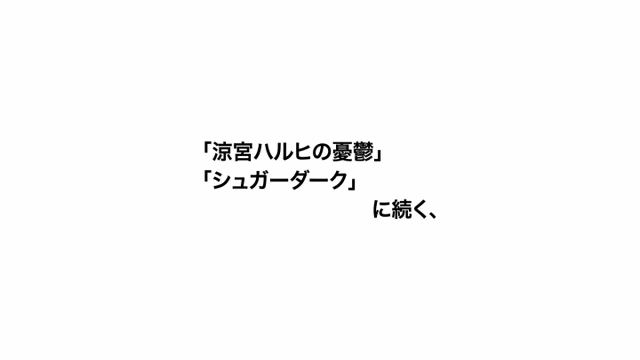 「涼宮ハルヒの憂鬱」
「シュガーダーク」
に続く、